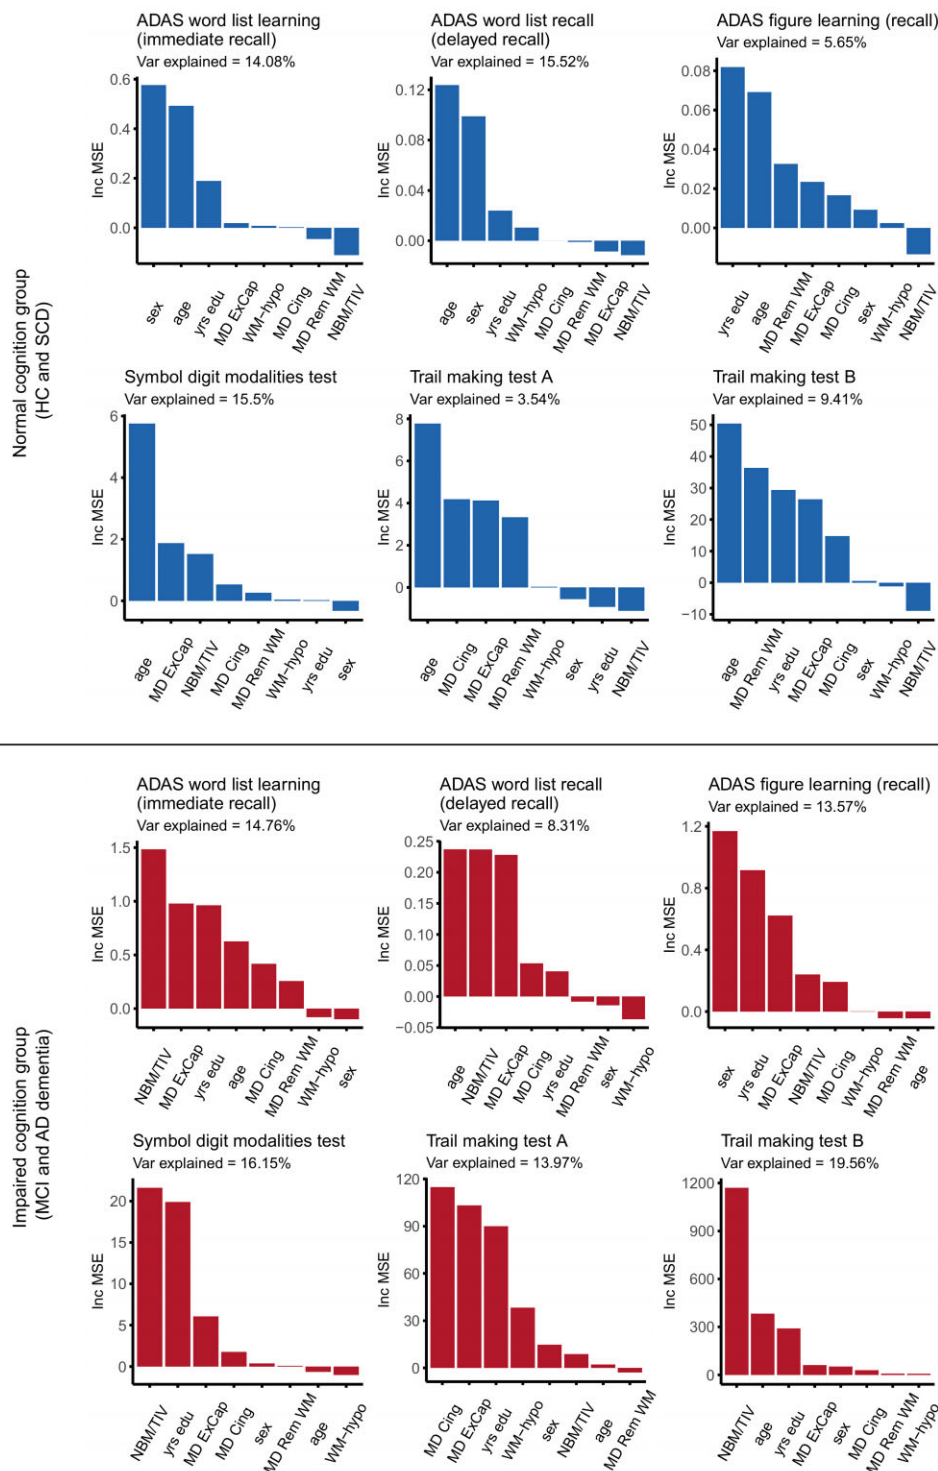 Normal cognition group
(HC and SCD)
ADAS word list learning
(immediate recall)
Var explained = 14.08%
Inc MSE
0.6
0.4
0.2
0.0
sex
age
yrs edu
MD ExCap
WM−hypo
MD Cing
MD Rem WM
NBM/TIV
ADAS word list recall
(delayed recall)
Var explained = 15.52%
Inc MSE
0.12
0.08
0.04
0.00
age
sex
yrs edu
WM−hypo
MD Cing
MD Rem WM
MD ExCap
NBM/TIV
ADAS figure learning (recall)
Var explained = 5.65%
Inc MSE
0.08
0.06
0.04
0.02
0.00
yrs edu
age
MD Rem WM
MD ExCap
MD Cing
sex
WM−hypo
NBM/TIV
Symbol digit modalities test
Var explained = 15.5%
Inc MSE
6
4
2
0
age
MD ExCap
NBM/TIV
MD Cing
MD Rem WM
WM−hypo
yrs edu
sex
Trail making test A
Var explained = 3.54%
Inc MSE
8
6
4
2
0
age
MD Cing
MD ExCap
MD Rem WM
WM−hypo
sex
yrs edu
NBM/TIV
Trail making test B
Var explained = 9.41%
Inc MSE
50
40
30
20
10
0
−10
age
MD Rem WM
yrs edu
MD ExCap
MD Cing
sex
WM−hypo
NBM/TIV
Impaired cognition group
(MCI and AD dementia)
ADAS word list learning
(immediate recall)
Var explained = 14.76%
Inc MSE
1.5
1.0
0.5
0.0
NBM/TIV
MD ExCap
yrs edu
age
MD Cing
MD Rem WM
WM−hypo
sex
ADAS word list recall
(delayed recall)
Var explained = 8.31%
Inc MSE
0.25
0.20
0.15
0.10
0.05
0.00
−0.05
age
NBM/TIV
MD ExCap
MD Cing
yrs edu
MD Rem WM
sex
WM−hypo
ADAS figure learning (recall)
Var explained = 13.57%
Inc MSE
1.2
0.8
0.4
0.0
sex
yrs edu
MD ExCap
NBM/TIV
MD Cing
WM−hypo
MD Rem WM
age
Symbol digit modalities test
Var explained = 16.15%
Inc MSE
20
15
10
5
0
NBM/TIV
yrs edu
MD ExCap
MD Cing
sex
MD Rem WM
age
WM−hypo
Trail making test A
Var explained = 13.97%
Inc MSE
120
90
60
30
0
MD Cing
MD ExCap
yrs edu
WM−hypo
sex
NBM/TIV
age
MD Rem WM
Trail making test B
Var explained = 19.56%
Inc MSE
1200
900
600
300
0
NBM/TIV
age
yrs edu
MD ExCap
sex
MD Cing
MD Rem WM
WM−hypo